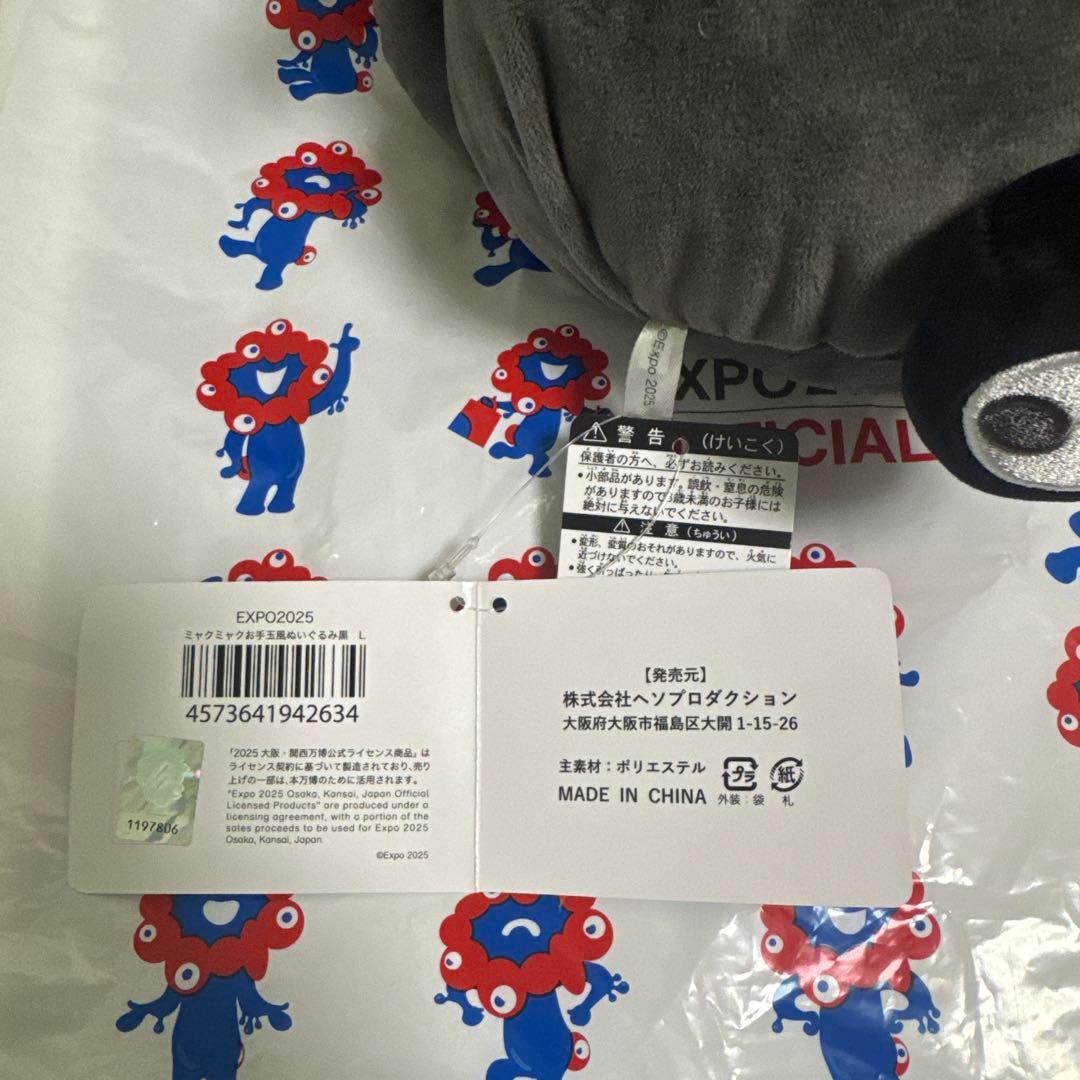 ©Expo 2025
警告 (けいこく)
保護者の方へ、必ずお読みください。
・小部品があります。誤飲・窒息の危険
がありますので3歳未満のお子様には
絶対に与えないでください。
注意 (ちゅうい)
・変形、変質のおそれがありますので、火気に
近づけないでください。
・強く引っぱったり
EXPO2025
ミャクミャクお手玉風ぬいぐるみ黒 L
4573641942634
「2025 大阪・関西万博公式ライセンス商品」は
ライセンス契約に基づいて製造されており、売り
上げの一部は、本万博のために活用されます。
"Expo 2025 Osaka, Kansai, Japan Official
Licensed Products" are produced under a
licensing agreement, with a portion of the
sales proceeds to be used for Expo 2025
Osaka, Kansai, Japan.
©Expo 2025
1197806
【発売元】
株式会社ヘソプロダクション
大阪府大阪市福島区大開 1-15-26
主素材：ポリエステル
MADE IN CHINA
プラ
外装：袋
紙
札